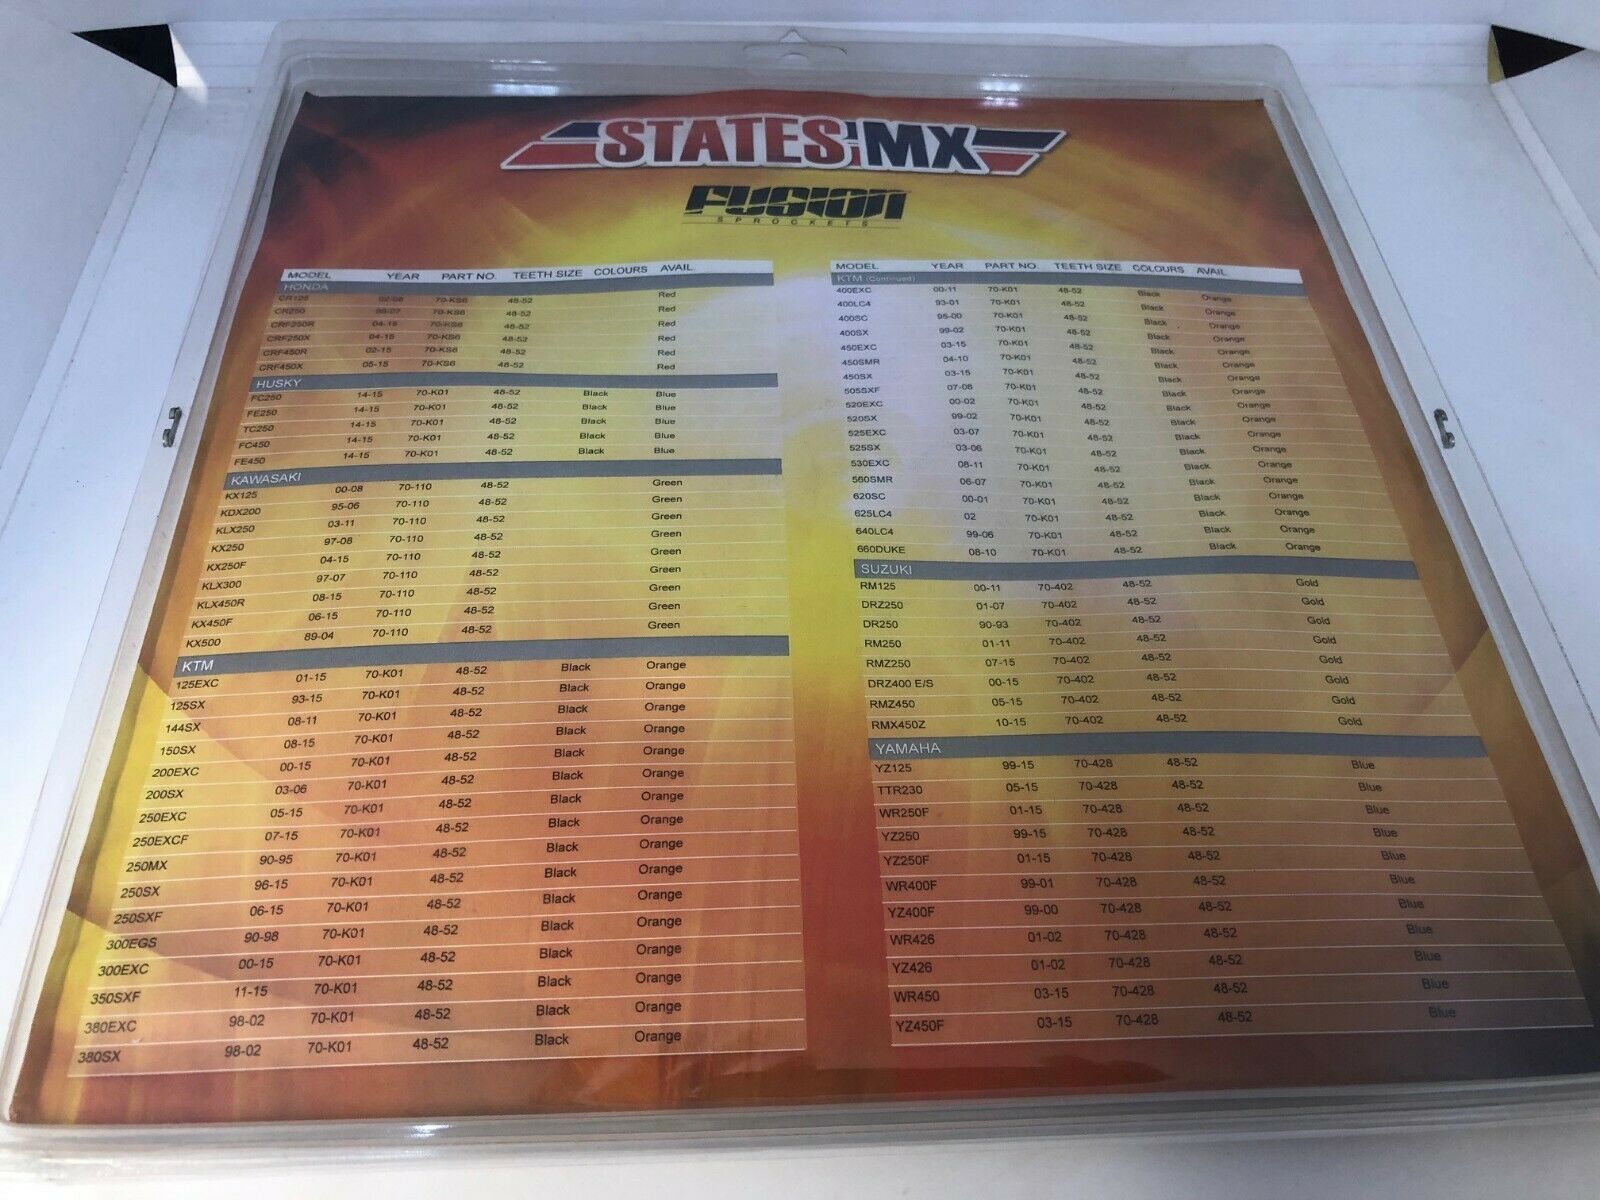 STATES MX
FUSION
SPROCKETS
MODEL YEAR PART NO. TEETH SIZE COLOURS AVAIL.
HONDA
CR125 02-08 70-KS6 48-52 Red
CR250 98-07 70-KS6 48-52 Red
CRF250R 04-15 70-KS6 48-52 Red
CRF250X 04-15 70-KS6 48-52 Red
CRF450R 02-15 70-KS6 48-52 Red
CRF450X 05-15 70-KS6 48-52 Red
HUSKY
FC250 14-15 70-K01 48-52 Black Blue
FE250 14-15 70-K01 48-52 Black Blue
TC250 14-15 70-K01 48-52 Black Blue
FC450 14-15 70-K01 48-52 Black Blue
FE450 14-15 70-K01 48-52 Black Blue
KAWASAKI
KX125 00-08 70-110 48-52 Green
KDX200 95-06 70-110 48-52 Green
KLX250 03-11 70-110 48-52 Green
KX250 97-08 70-110 48-52 Green
KX250F 04-15 70-110 48-52 Green
KLX300 97-07 70-110 48-52 Green
KLX450R 08-15 70-110 48-52 Green
KX450F 06-15 70-110 48-52 Green
KX500 89-04 70-110 48-52 Green
KTM
125EXC 01-15 70-K01 48-52 Black Orange
125SX 93-15 70-K01 48-52 Black Orange
144SX 08-11 70-K01 48-52 Black Orange
150SX 08-15 70-K01 48-52 Black Orange
200EXC 00-15 70-K01 48-52 Black Orange
200SX 03-06 70-K01 48-52 Black Orange
250EXC 05-15 70-K01 48-52 Black Orange
250EXCF 07-15 70-K01 48-52 Black Orange
250MX 90-95 70-K01 48-52 Black Orange
250SX 96-15 70-K01 48-52 Black Orange
250SXF 06-15 70-K01 48-52 Black Orange
300EGS 90-98 70-K01 48-52 Black Orange
300EXC 00-15 70-K01 48-52 Black Orange
350SXF 11-15 70-K01 48-52 Black Orange
380EXC 98-02 70-K01 48-52 Black Orange
380SX 98-02 70-K01 48-52 Black Orange
MODEL YEAR PART NO. TEETH SIZE COLOURS AVAIL.
KTM (Continued)
400EXC 00-11 70-K01 48-52 Black Orange
400LC4 93-01 70-K01 48-52 Black Orange
400SC 95-00 70-K01 48-52 Black Orange
400SX 99-02 70-K01 48-52 Black Orange
450EXC 03-15 70-K01 48-52 Black Orange
450SMR 04-10 70-K01 48-52 Black Orange
450SX 03-15 70-K01 48-52 Black Orange
505SXF 07-08 70-K01 48-52 Black Orange
520EXC 00-02 70-K01 48-52 Black Orange
520SX 99-02 70-K01 48-52 Black Orange
525EXC 03-07 70-K01 48-52 Black Orange
525SX 03-06 70-K01 48-52 Black Orange
530EXC 08-11 70-K01 48-52 Black Orange
560SMR 06-07 70-K01 48-52 Black Orange
620SC 00-01 70-K01 48-52 Black Orange
625LC4 02 70-K01 48-52 Black Orange
640LC4 99-06 70-K01 48-52 Black Orange
660DUKE 08-10 70-K01 48-52 Black Orange
SUZUKI
RM125 00-11 70-402 48-52 Gold
DRZ250 01-07 70-402 48-52 Gold
DR250 90-93 70-402 48-52 Gold
RM250 01-11 70-402 48-52 Gold
RMZ250 07-15 70-402 48-52 Gold
DRZ400 E/S 00-15 70-402 48-52 Gold
RMZ450 05-15 70-402 48-52 Gold
RMX450Z 10-15 70-402 48-52 Gold
YAMAHA
YZ125 99-15 70-428 48-52 Blue
TTR230 05-15 70-428 48-52 Blue
WR250F 01-15 70-428 48-52 Blue
YZ250 99-15 70-428 48-52 Blue
YZ250F 01-15 70-428 48-52 Blue
WR400F 99-01 70-428 48-52 Blue
YZ400F 99-00 70-428 48-52 Blue
WR426 01-02 70-428 48-52 Blue
YZ426 01-02 70-428 48-52 Blue
WR450 03-15 70-428 48-52 Blue
YZ450F 03-15 70-428 48-52 Blue